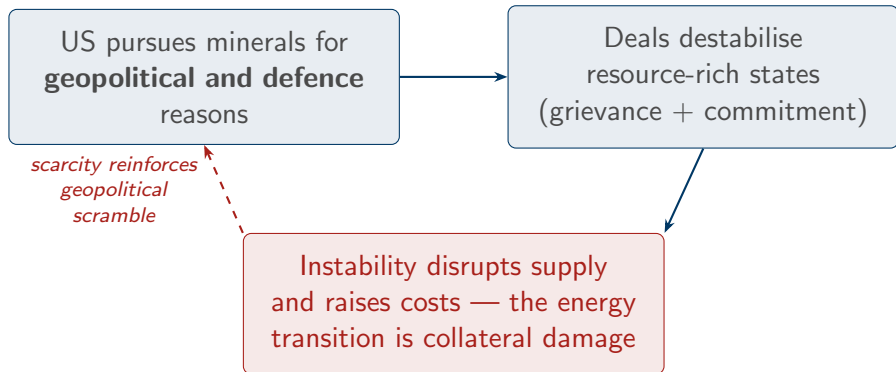 US pursues minerals for
geopolitical and defence
reasons
Deals destabilise
resource-rich states
(grievance + commitment)
scarcity reinforces
geopolitical
scramble
Instability disrupts supply
and raises costs — the energy
transition is collateral damage